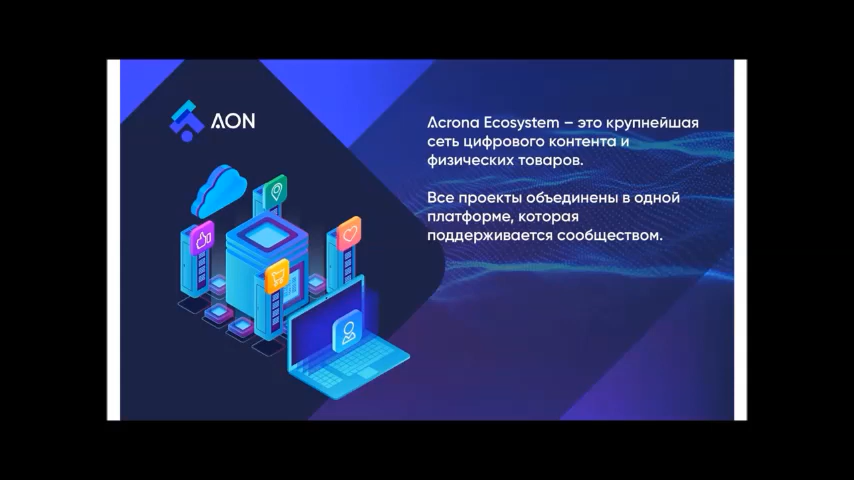 AON
Acrona Ecosystem – это крупнейшая
сеть цифрового контента и
физических товаров.
Все проекты объединены в одной
платформе, которая
поддерживается сообществом.